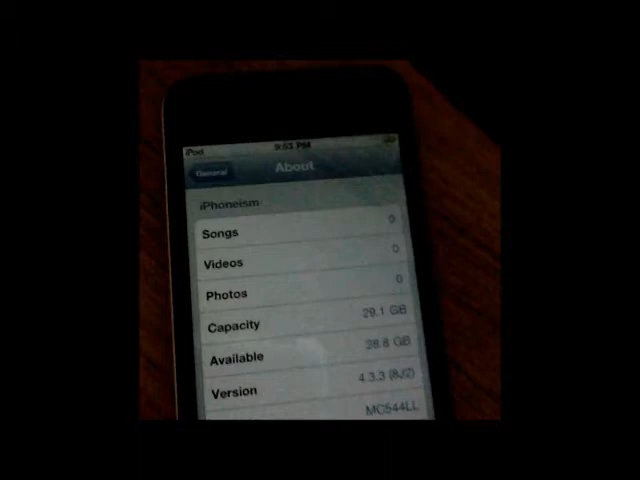 iPod 9:53 PM
General About
iPhoneism
Songs 0
Videos 0
Photos 0
Capacity 29.1 GB
Available 28.8 GB
Version 4.3.3 (8J2)
MC544LL